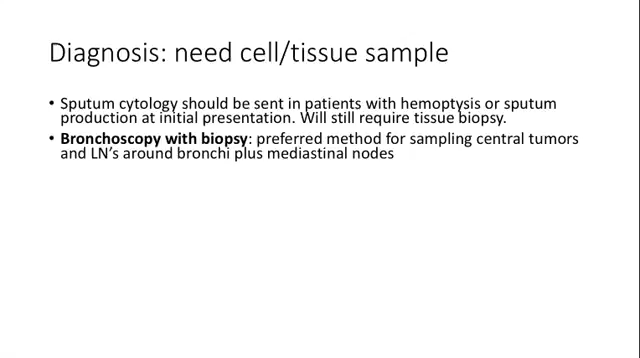 Diagnosis: need cell/tissue sample
• Sputum cytology should be sent in patients with hemoptysis or sputum
production at initial presentation. Will still require tissue biopsy.
• Bronchoscopy with biopsy: preferred method for sampling central tumors
and LN’s around bronchi plus mediastinal nodes